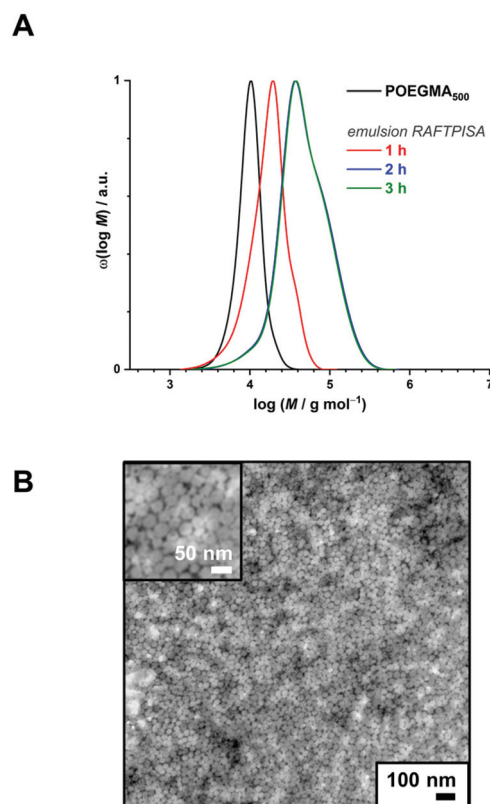 A
1
0
ω(log M) / a.u.
POEGMA₅₀₀
emulsion RAFTPISA
1 h
2 h
3 h
3 4 5 6 7
log (M / g mol⁻¹)
B
50 nm
100 nm